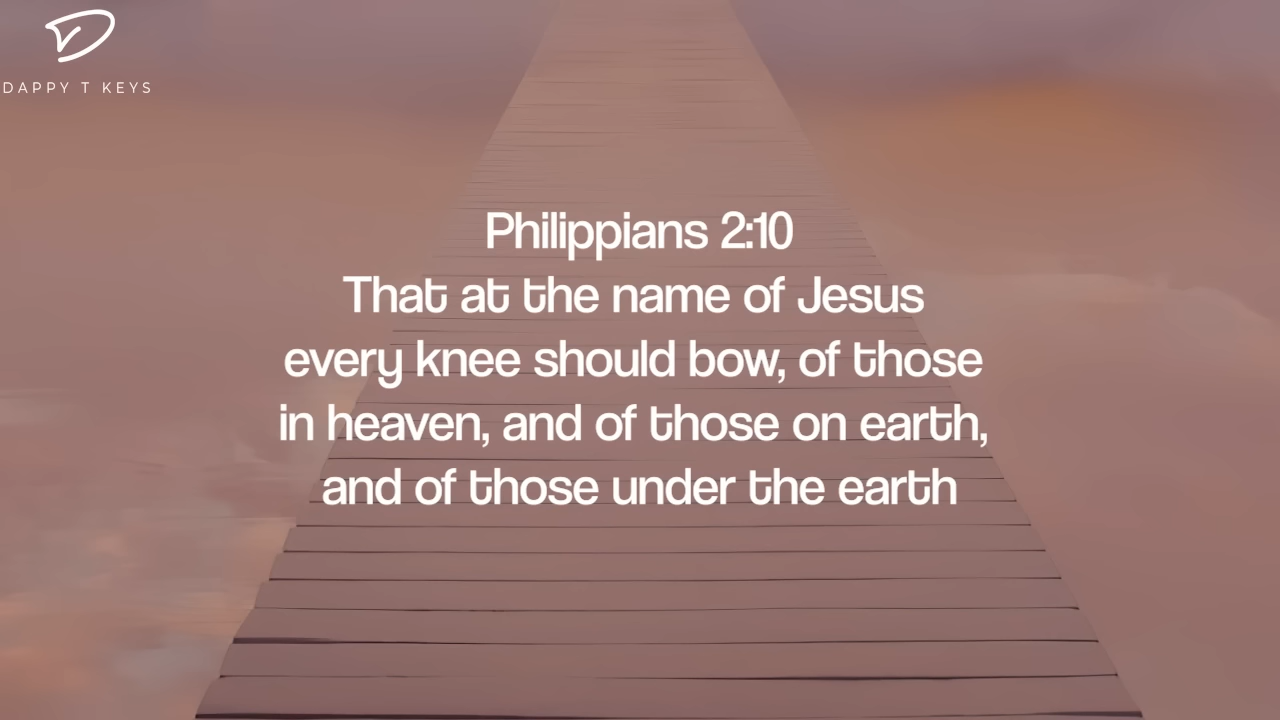 DAPPY T KEYS
Philippians 2:10
That at the name of Jesus
every knee should bow, of those
in heaven, and of those on earth,
and of those under the earth